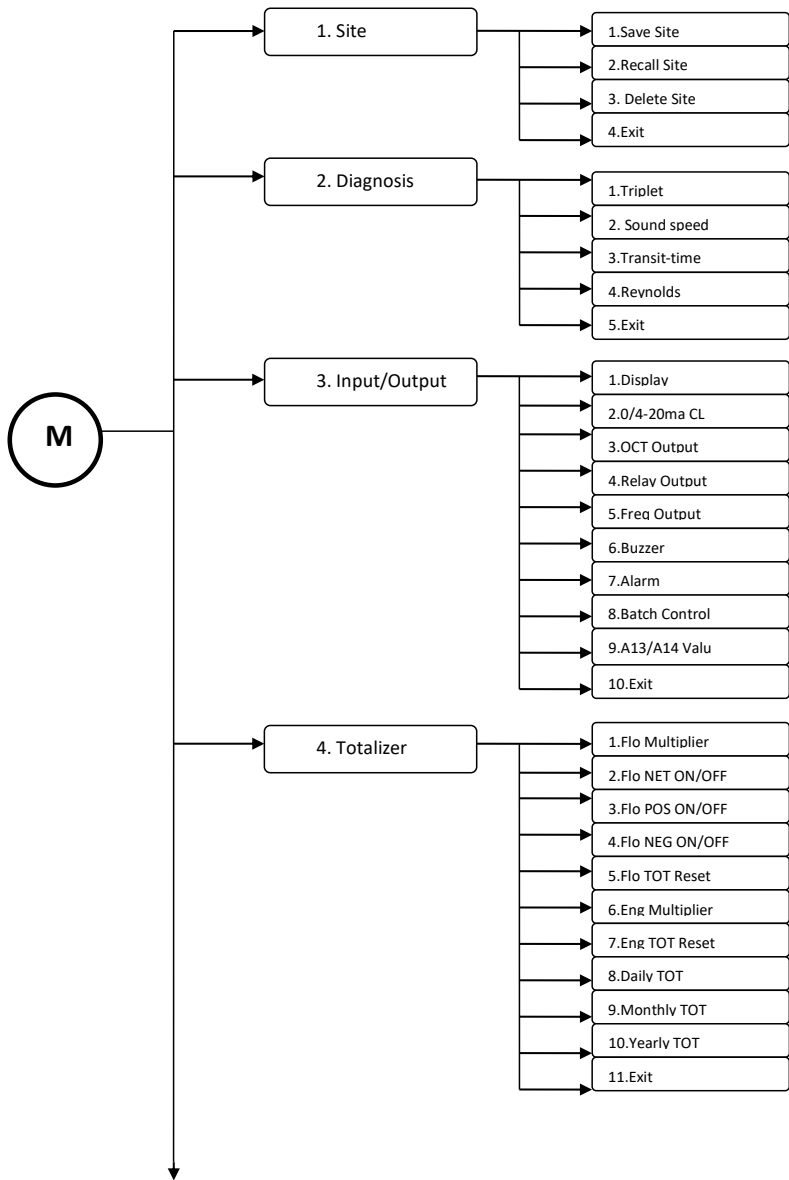 1. Site
1.Save Site
2.Recall Site
3. Delete Site
4.Exit
2. Diagnosis
1.Triplet
2. Sound speed
3.Transit-time
4.Reynolds
5.Exit
M
3. Input/Output
1.Display
2.0/4-20ma CL
3.OCT Output
4.Relay Output
5.Freq Output
6.Buzzer
7.Alarm
8.Batch Control
9.A13/A14 Valu
10.Exit
4. Totalizer
1.Flo Multiplier
2.Flo NET ON/OFF
3.Flo POS ON/OFF
4.Flo NEG ON/OFF
5.Flo TOT Reset
6.Eng Multiplier
7.Eng TOT Reset
8.Daily TOT
9.Monthly TOT
10.Yearly TOT
11.Exit